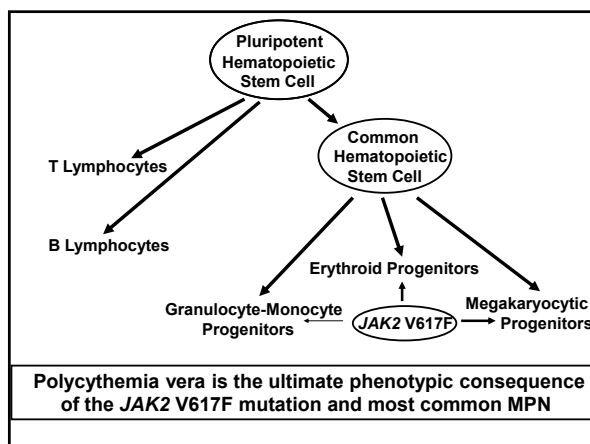 Pluripotent
Hematopoietic
Stem Cell
Common
Hematopoietic
Stem Cell
T Lymphocytes
B Lymphocytes
Erythroid Progenitors
Granulocyte-Monocyte
Progenitors
JAK2 V617F
Megakaryocytic
Progenitors
Polycythemia vera is the ultimate phenotypic consequence
of the JAK2 V617F mutation and most common MPN